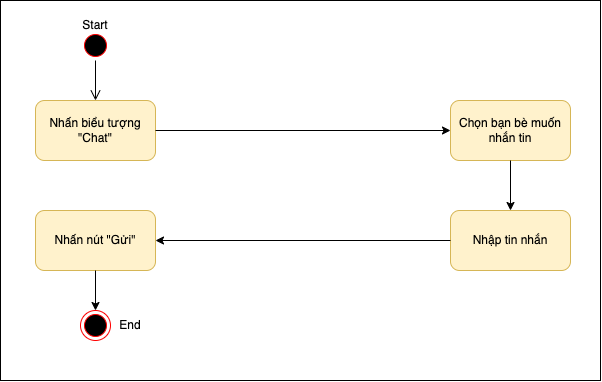 Start
Nhấn biểu tượng
"Chat"
Chọn bạn bè muốn
nhắn tin
Nhập tin nhắn
Nhấn nút "Gửi"
End